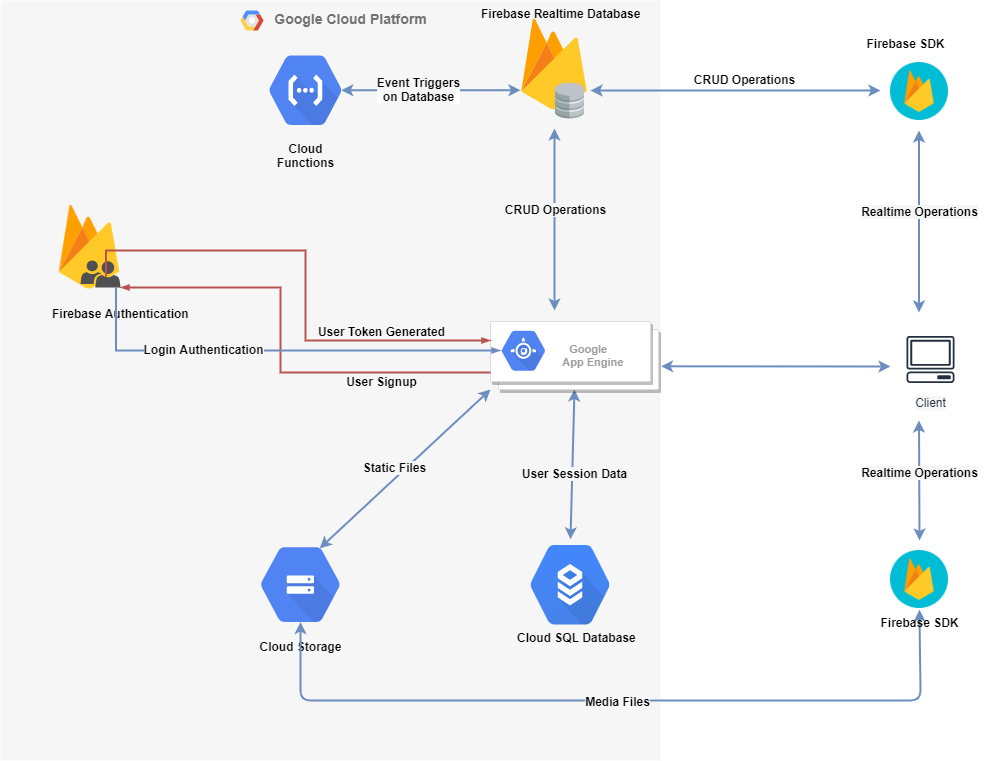 Google Cloud Platform
Firebase Realtime Database
Firebase SDK
Event Triggers
on Database
CRUD Operations
Cloud
Functions
CRUD Operations
Realtime Operations
Firebase Authentication
User Token Generated
Login Authentication
User Signup
Google
App Engine
Client
Static Files
User Session Data
Realtime Operations
Cloud Storage
Cloud SQL Database
Firebase SDK
Media Files